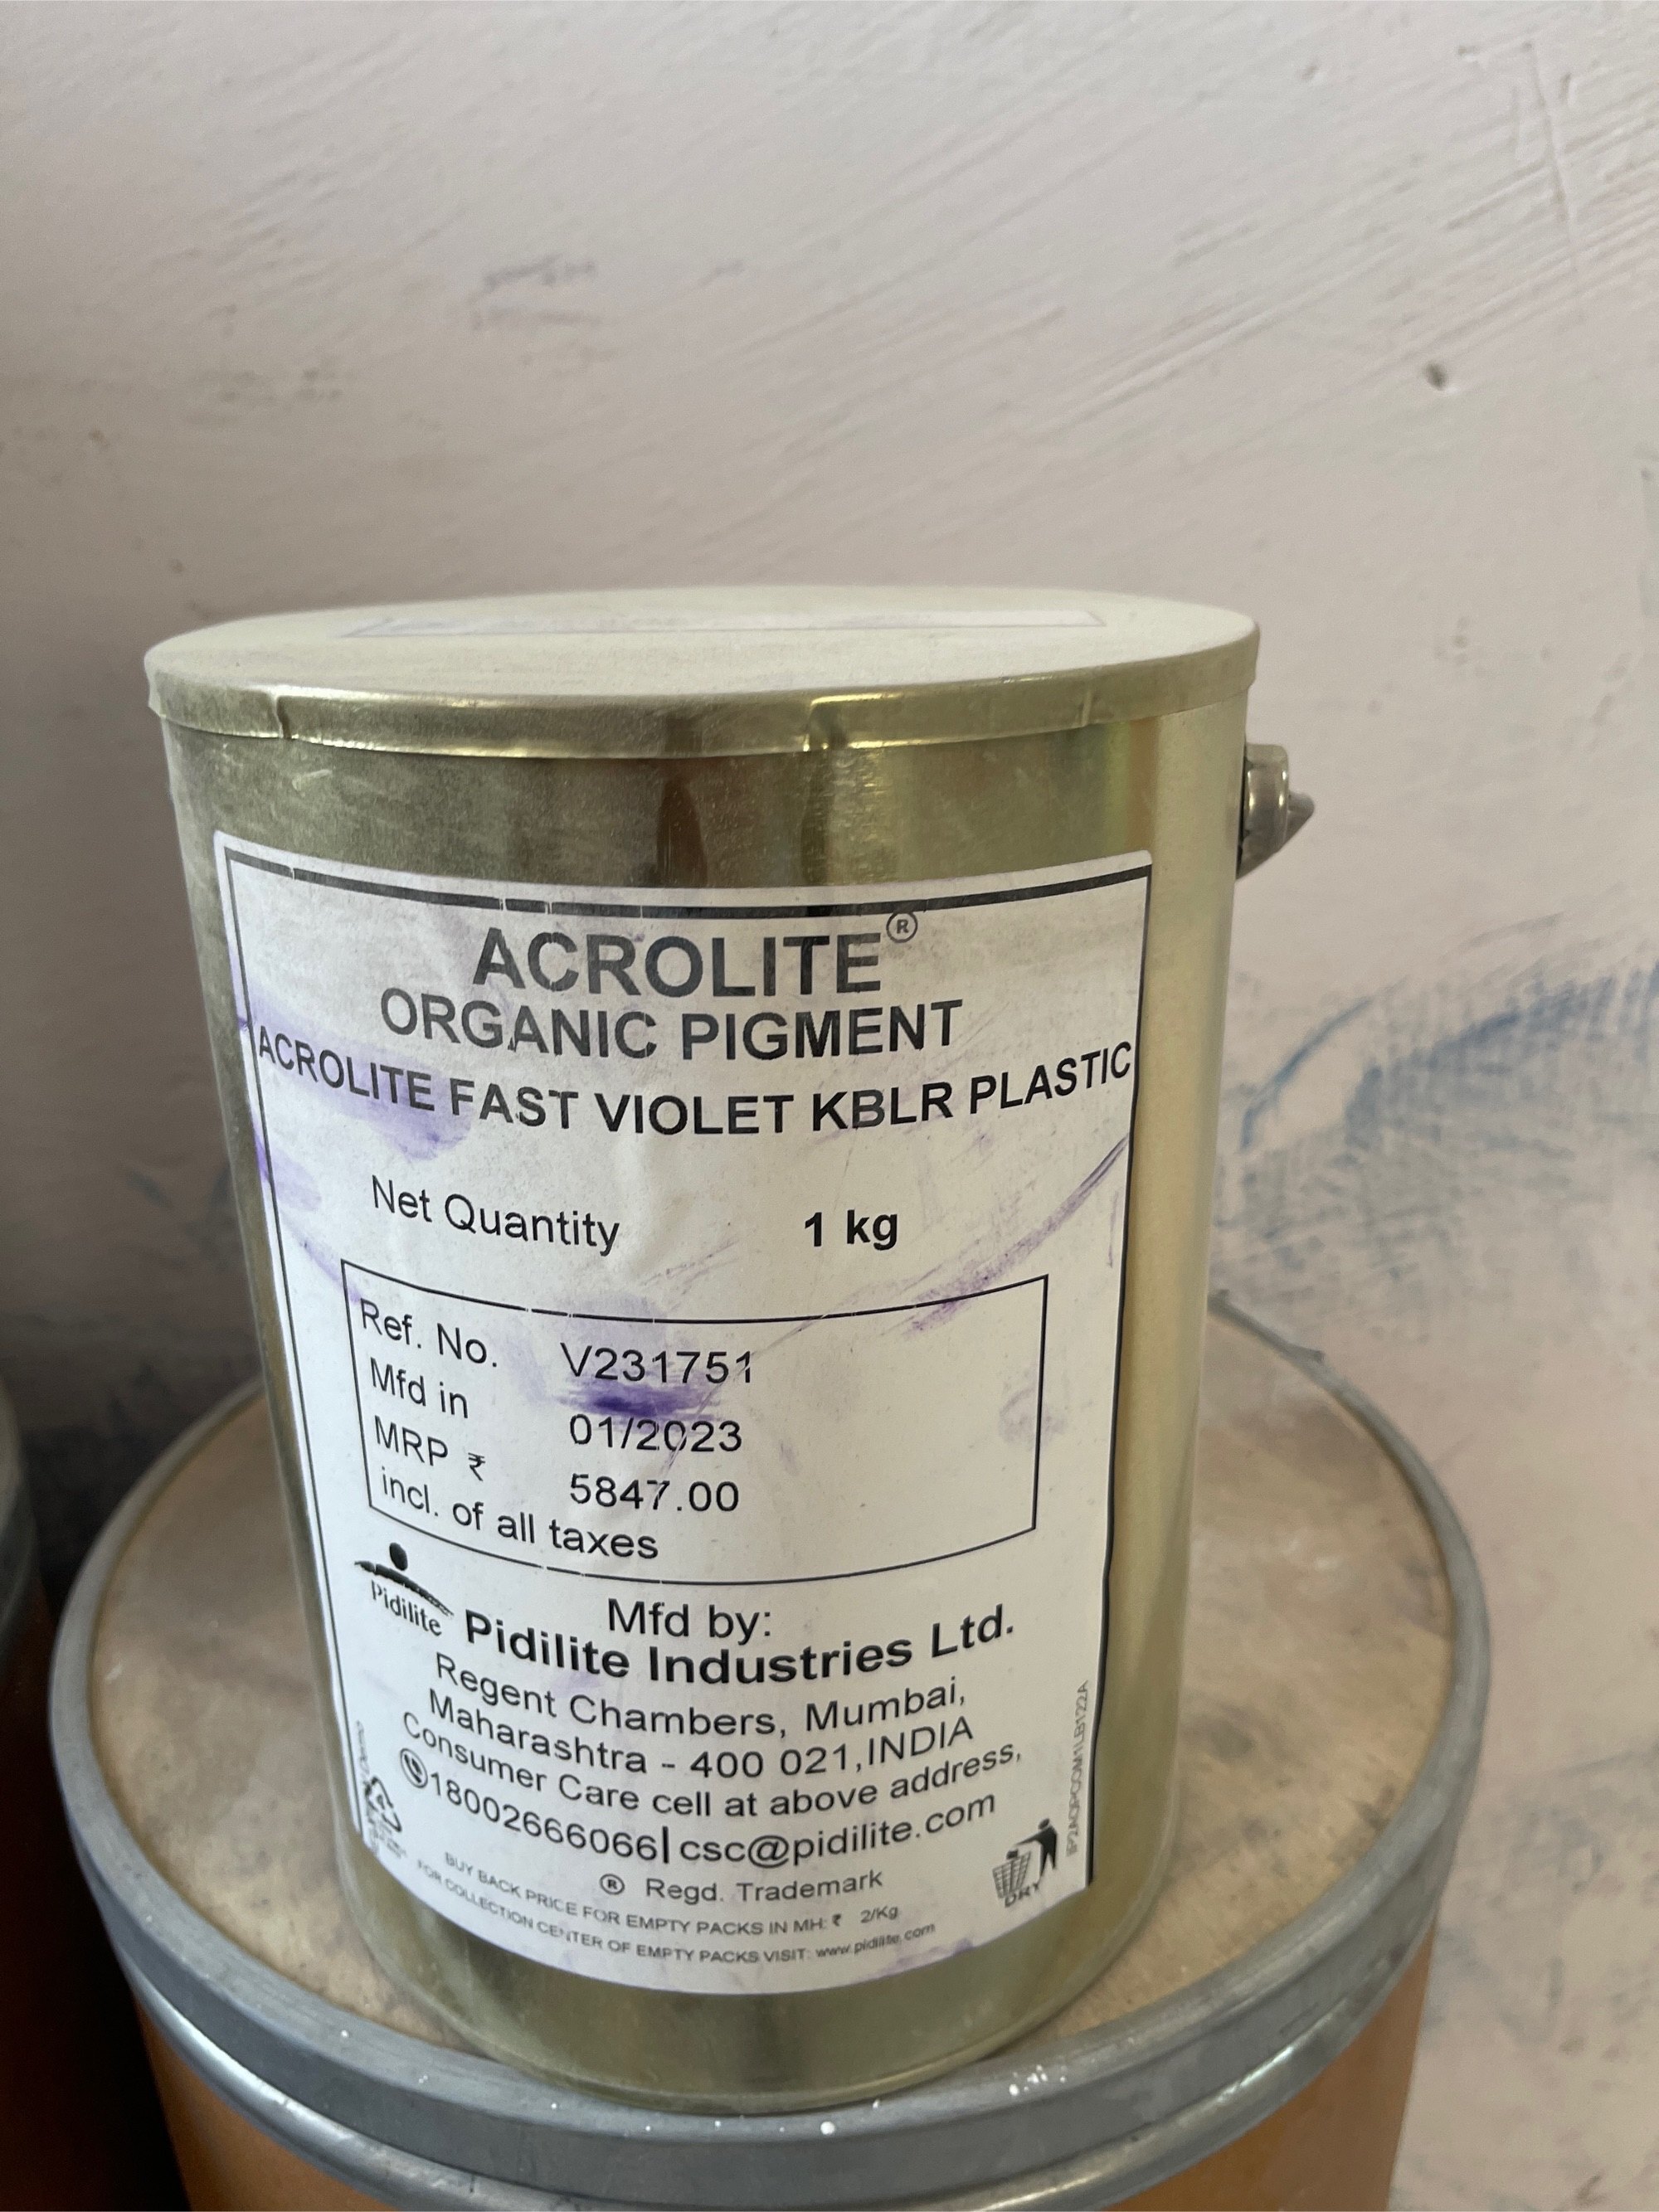 ACROLITE®
ORGANIC PIGMENT
ACROLITE FAST VIOLET KBLR PLASTIC
Net Quantity 1 kg
Ref. No. V231751
Mfd in 01/2023
MRP ₹ 5847.00
incl. of all taxes
Pidilite
Mfd by:
Pidilite Industries Ltd.
Regent Chambers, Mumbai,
Maharashtra - 400 021,INDIA
Consumer Care cell at above address,
18002666066|csc@pidilite.com
® Regd. Trademark
BUY BACK PRICE FOR EMPTY PACKS IN MH: ₹ 2/Kg
FOR COLLECTION CENTER OF EMPTY PACKS VISIT: www.pidilite.com
DRY